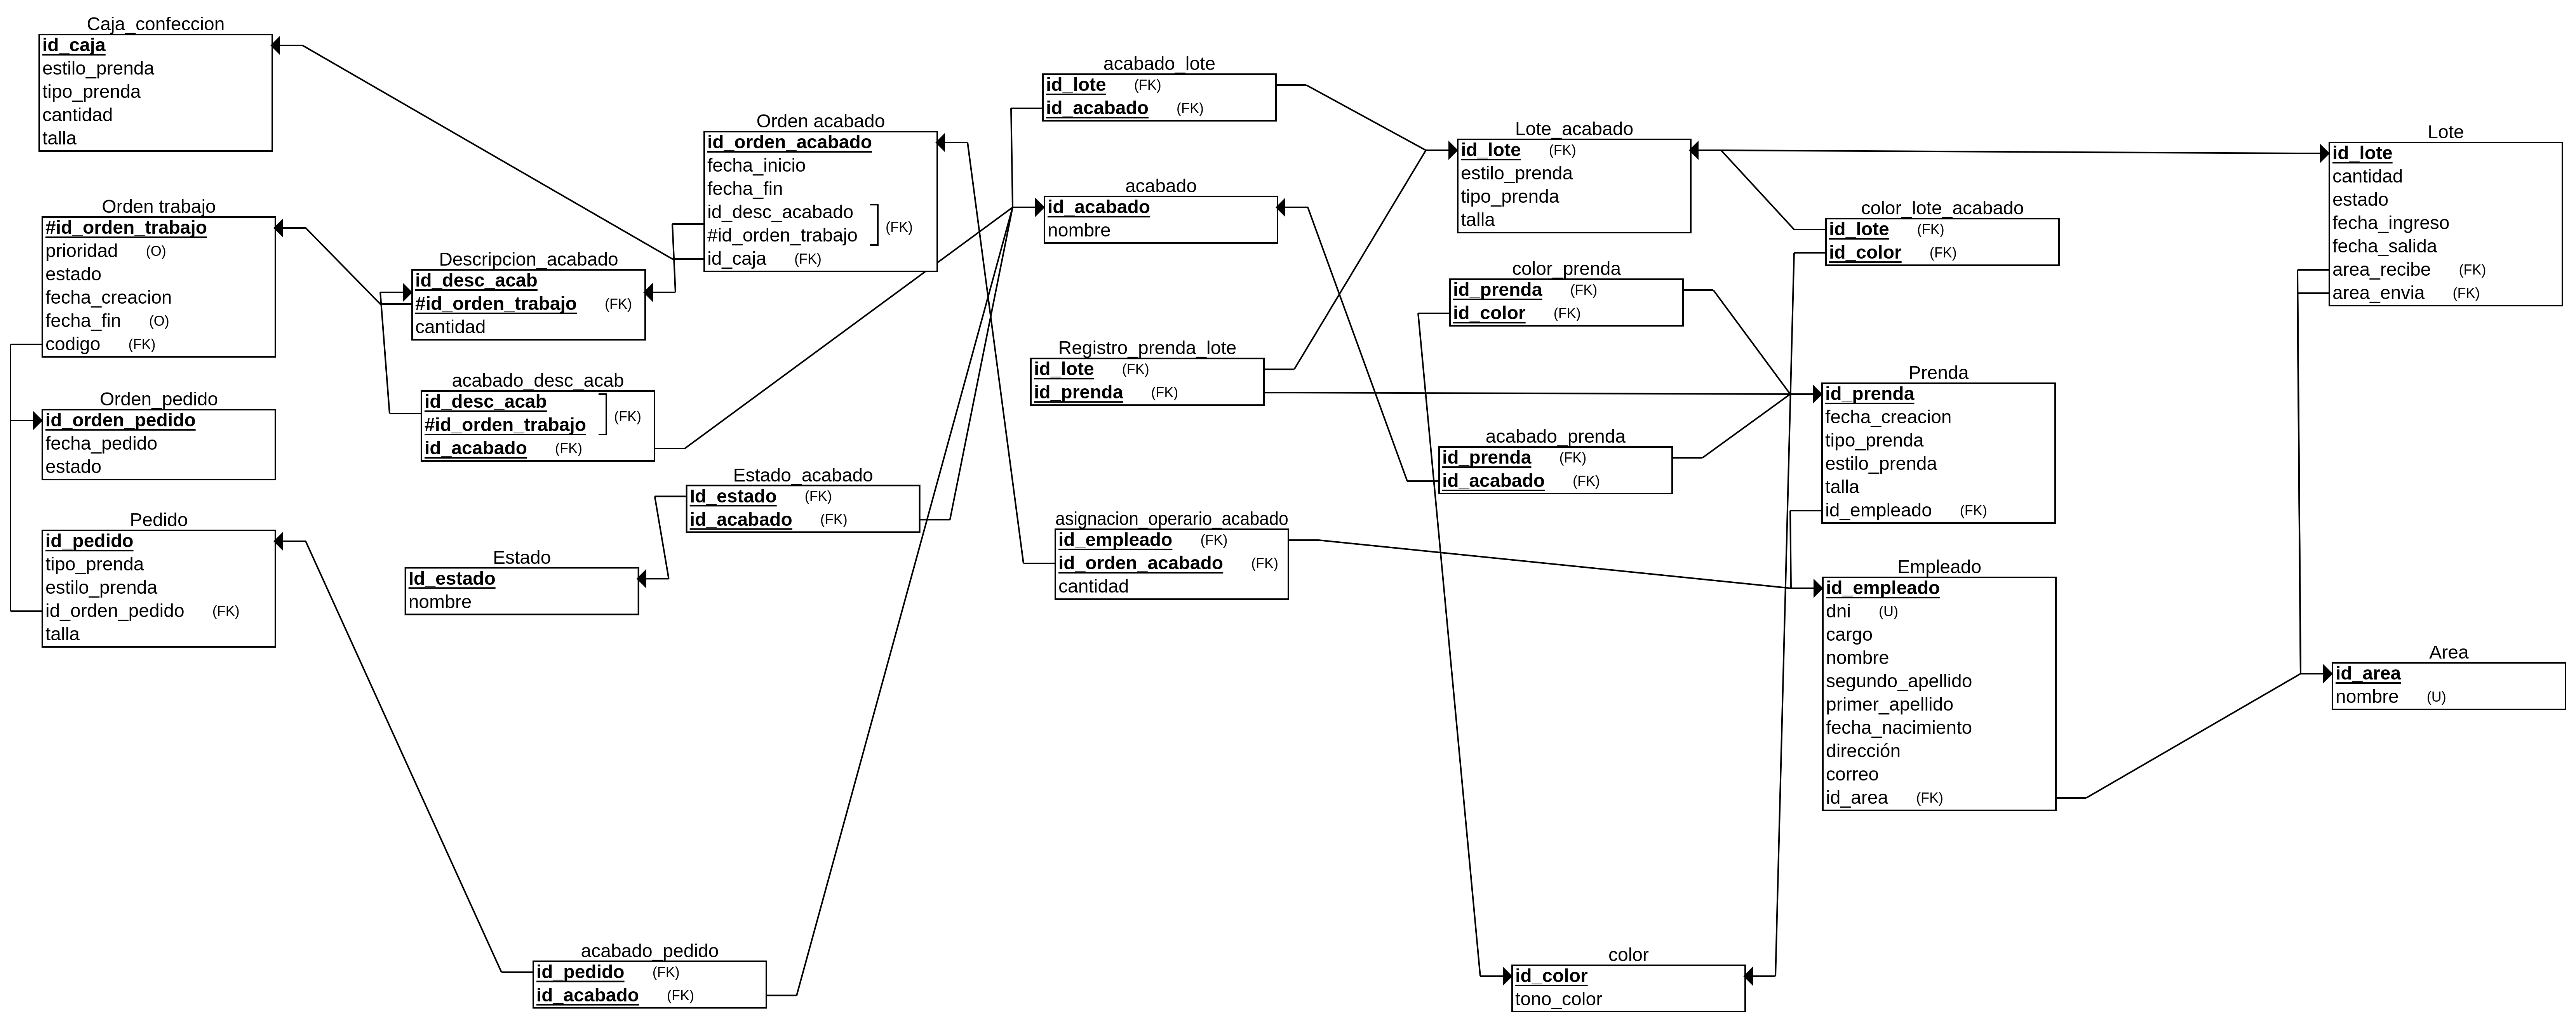 Caja_confeccion
id_caja
estilo_prenda
tipo_prenda
cantidad
talla
Orden trabajo
#id_orden_trabajo
prioridad (O)
estado
fecha_creacion
fecha_fin (O)
codigo (FK)
Orden_pedido
id_orden_pedido
fecha_pedido
estado
Pedido
id_pedido
tipo_prenda
estilo_prenda
id_orden_pedido (FK)
talla
Descripcion_acabado
id_desc_acab
#id_orden_trabajo (FK)
cantidad
acabado_desc_acab
id_desc_acab
#id_orden_trabajo
(FK)
id_acabado (FK)
Estado
Id_estado
nombre
acabado_pedido
id_pedido (FK)
id_acabado (FK)
Orden acabado
id_orden_acabado
fecha_inicio
fecha_fin
id_desc_acabado
#id_orden_trabajo
(FK)
id_caja (FK)
Estado_acabado
Id_estado (FK)
id_acabado (FK)
acabado_lote
id_lote (FK)
id_acabado (FK)
acabado
id_acabado
nombre
Registro_prenda_lote
id_lote (FK)
id_prenda (FK)
asignacion_operario_acabado
id_empleado (FK)
id_orden_acabado (FK)
cantidad
Lote_acabado
id_lote (FK)
estilo_prenda
tipo_prenda
talla
color_prenda
id_prenda (FK)
id_color (FK)
acabado_prenda
id_prenda (FK)
id_acabado (FK)
color
id_color
tono_color
color_lote_acabado
id_lote (FK)
id_color (FK)
Prenda
id_prenda
fecha_creacion
tipo_prenda
estilo_prenda
talla
id_empleado (FK)
Empleado
id_empleado
dni (U)
cargo
nombre
segundo_apellido
primer_apellido
fecha_nacimiento
dirección
correo
id_area (FK)
Lote
id_lote
cantidad
estado
fecha_ingreso
fecha_salida
area_recibe (FK)
area_envia (FK)
Area
id_area
nombre (U)